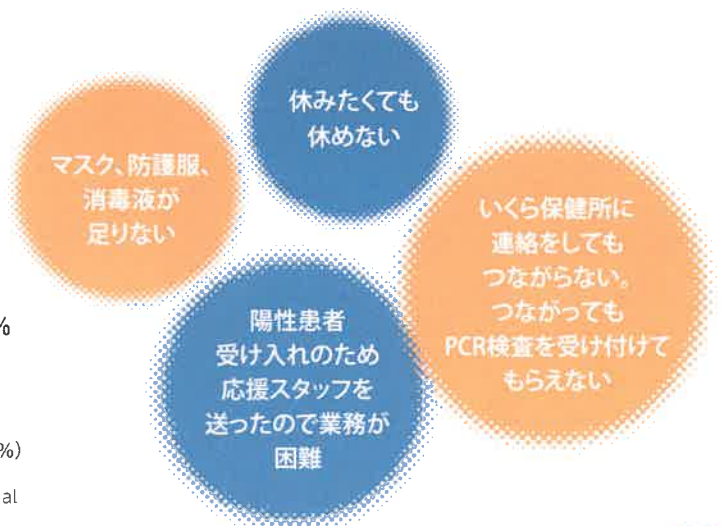 休みたくても
休めない
マスク、防護服、
消毒液が
足りない
いくら保健所に
連絡をしても
つながらない。
つながっても
PCR検査を受け付けて
もらえない
陽性患者
受け入れのため
応援スタッフを
送ったので業務が
困難
%
%)
al